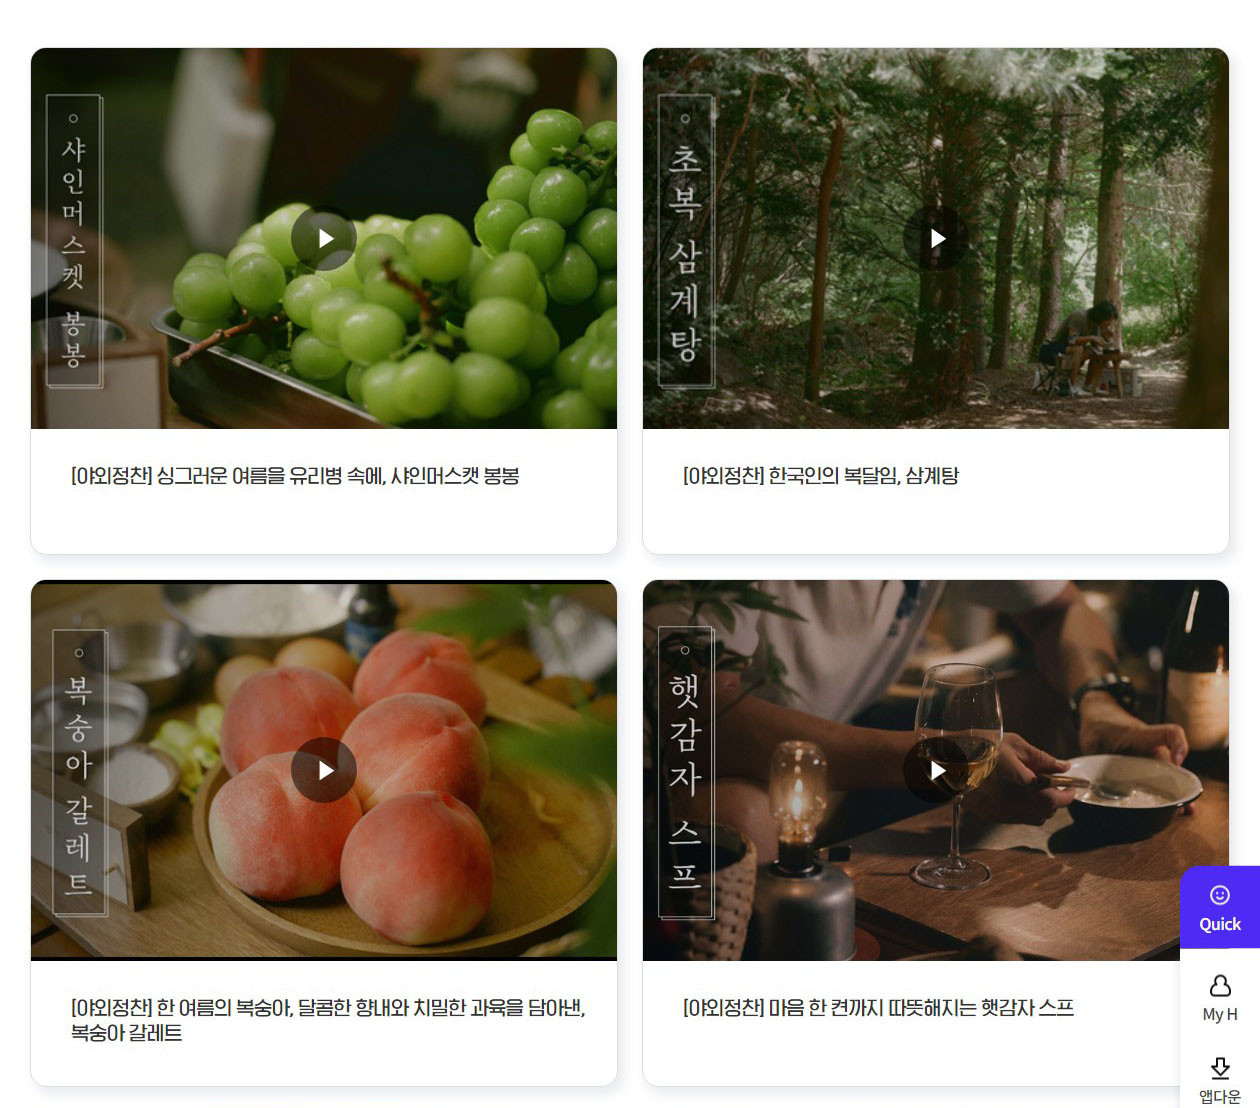 샤인머스켓 봉봉
[야외정찬] 싱그러운 여름을 유리병 속에, 샤인머스캣 봉봉
초복 삼계탕
[야외정찬] 한국인의 복달임, 삼계탕
복숭아 갈레트
[야외정찬] 한 여름의 복숭아, 달콤한 향내와 치밀한 과육을 담아낸,
복숭아 갈레트
햇감자 스프
[야외정찬] 마음 한 켠까지 따뜻해지는 햇감자 스프
Quick
My H
앱다운